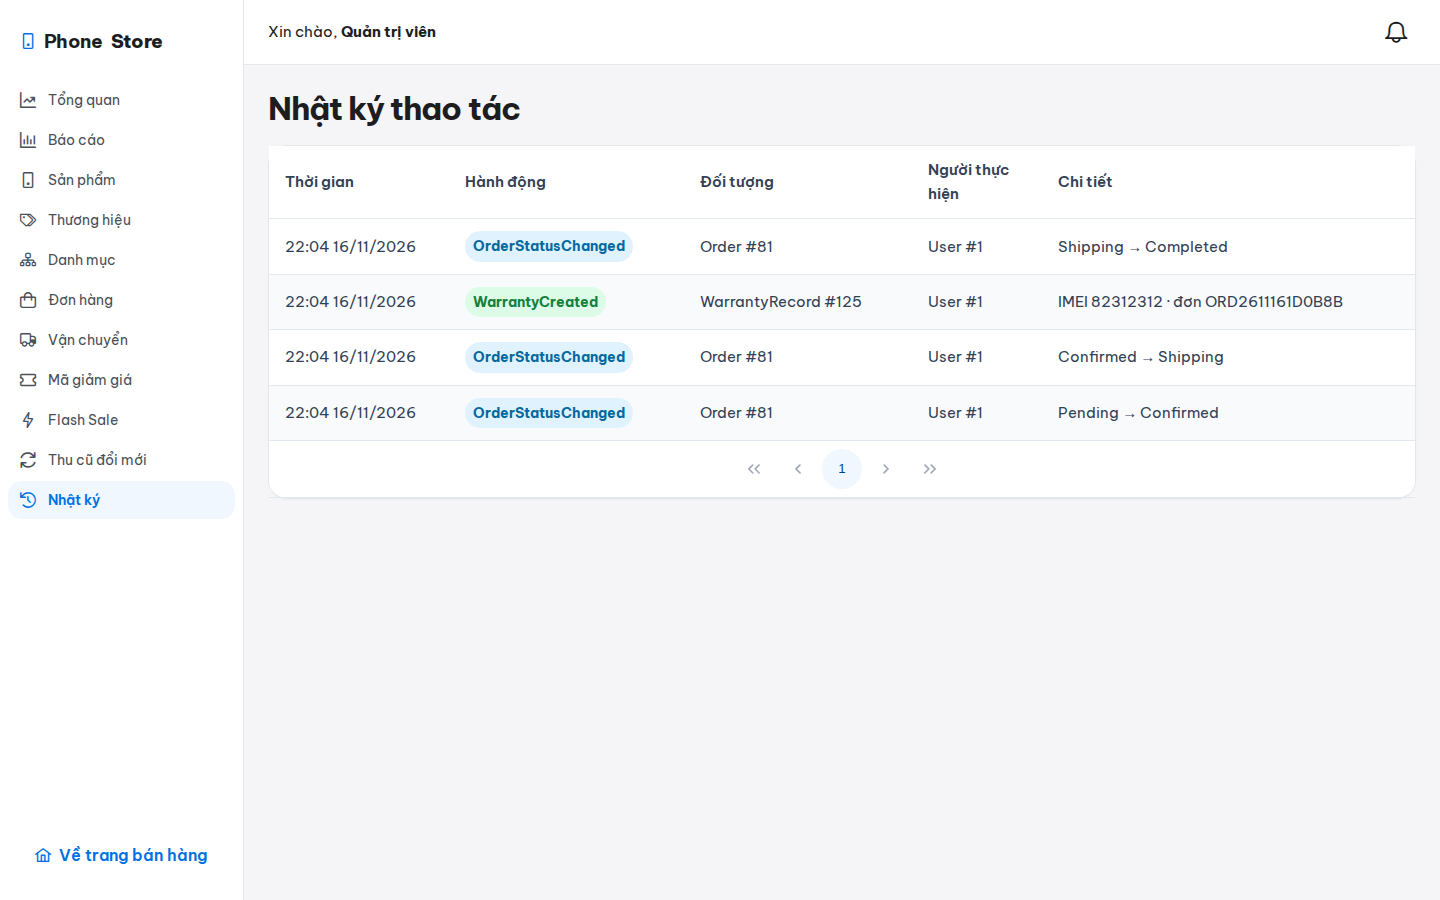 Phone Store
Tổng quan
Báo cáo
Sản phẩm
Thương hiệu
Danh mục
Đơn hàng
Vận chuyển
Mã giảm giá
Flash Sale
Thu cũ đổi mới
Nhật ký
Về trang bán hàng
Xin chào, Quản trị viên
Nhật ký thao tác
Thời gian Hành động Đối tượng Người thực hiện Chi tiết
22:04 16/11/2026 OrderStatusChanged Order #81 User #1 Shipping → Completed
22:04 16/11/2026 WarrantyCreated WarrantyRecord #125 User #1 IMEI 82312312 · đơn ORD2611161D0B8B
22:04 16/11/2026 OrderStatusChanged Order #81 User #1 Confirmed → Shipping
22:04 16/11/2026 OrderStatusChanged Order #81 User #1 Pending → Confirmed
1